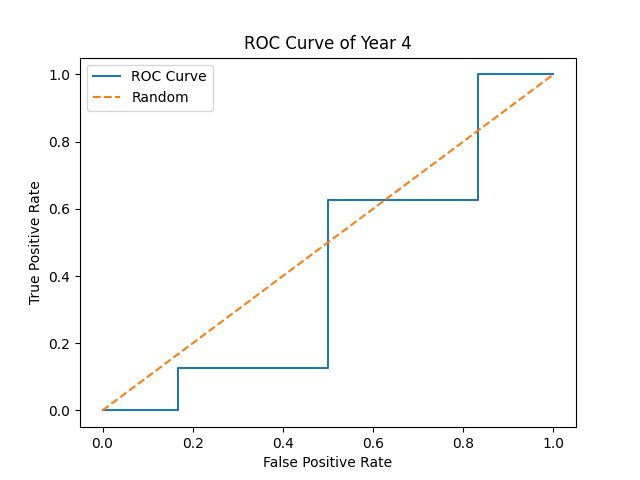 ROC Curve of Year 4
ROC Curve
Random
1.0
0.8
0.6
0.4
0.2
0.0
True Positive Rate
0.0 0.2 0.4 0.6 0.8 1.0
False Positive Rate